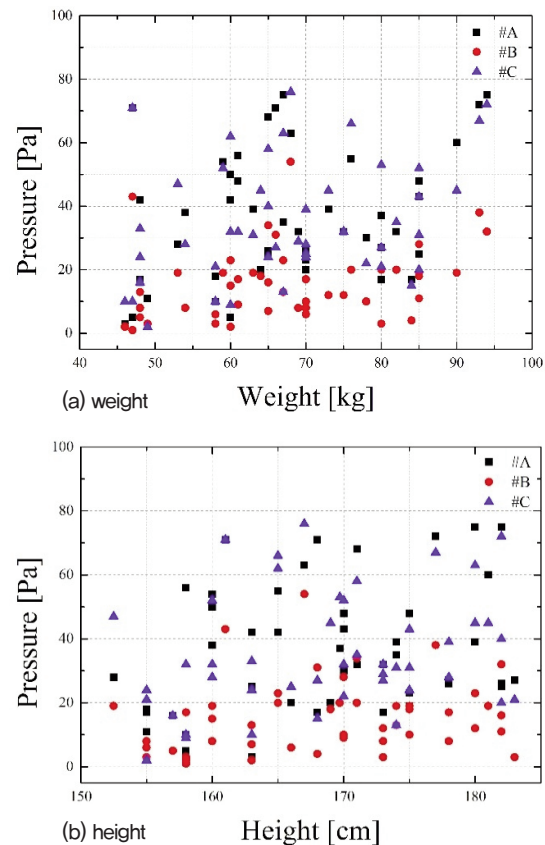 100
80
60
40
20
0
Pressure [Pa]
#A
#B
#C
40 50 60 70 80 90 100
Weight [kg]
(a) weight
100
80
60
40
20
0
Pressure [Pa]
#A
#B
#C
160 170 180
Height [cm]
(b) height